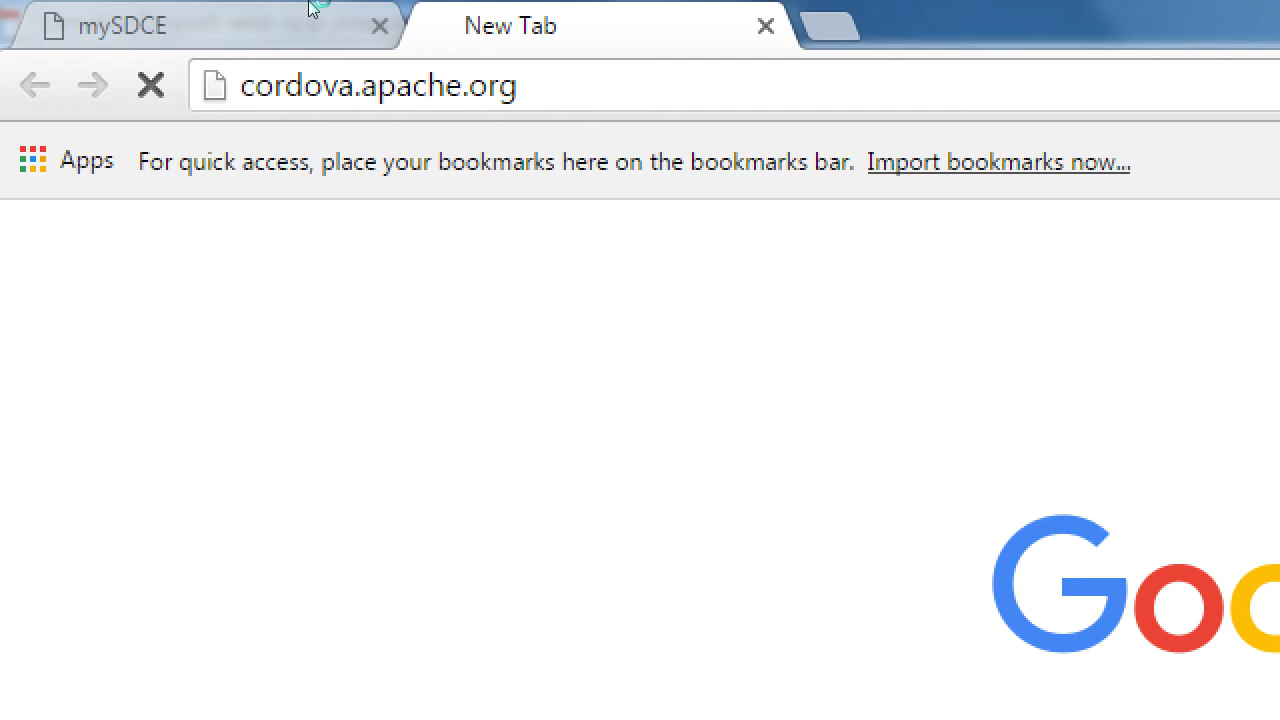 mySDCE
New Tab
cordova.apache.org
Apps For quick access, place your bookmarks here on the bookmarks bar. Import bookmarks now...
Goo